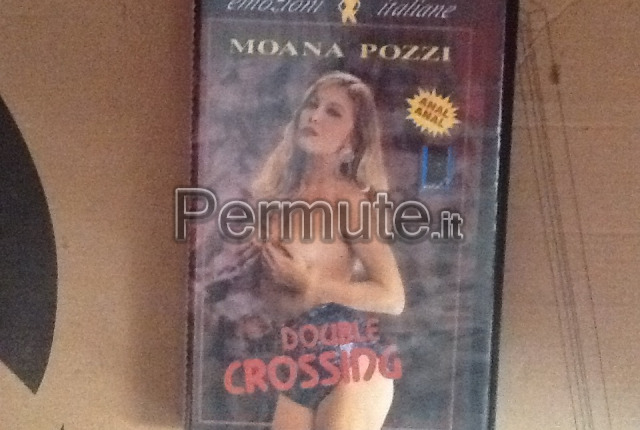 emozioni italiane
MOANA POZZI
ANAL
ANAL
Permute.it
DOUBLE
CROSSING